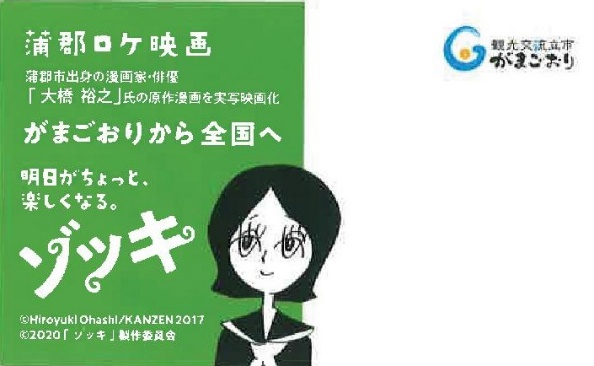 蒲郡ロケ映画
蒲郡市出身の漫画家・俳優
「大橋 裕之」氏の原作漫画を実写映画化
がまごおりから全国へ
明日がちょっと、
楽しくなる。
ゾッキ
©Hiroyuki Ohashi/KANZEN 2017
©2020「ゾッキ」製作委員会
観光交流立市
がまごおり